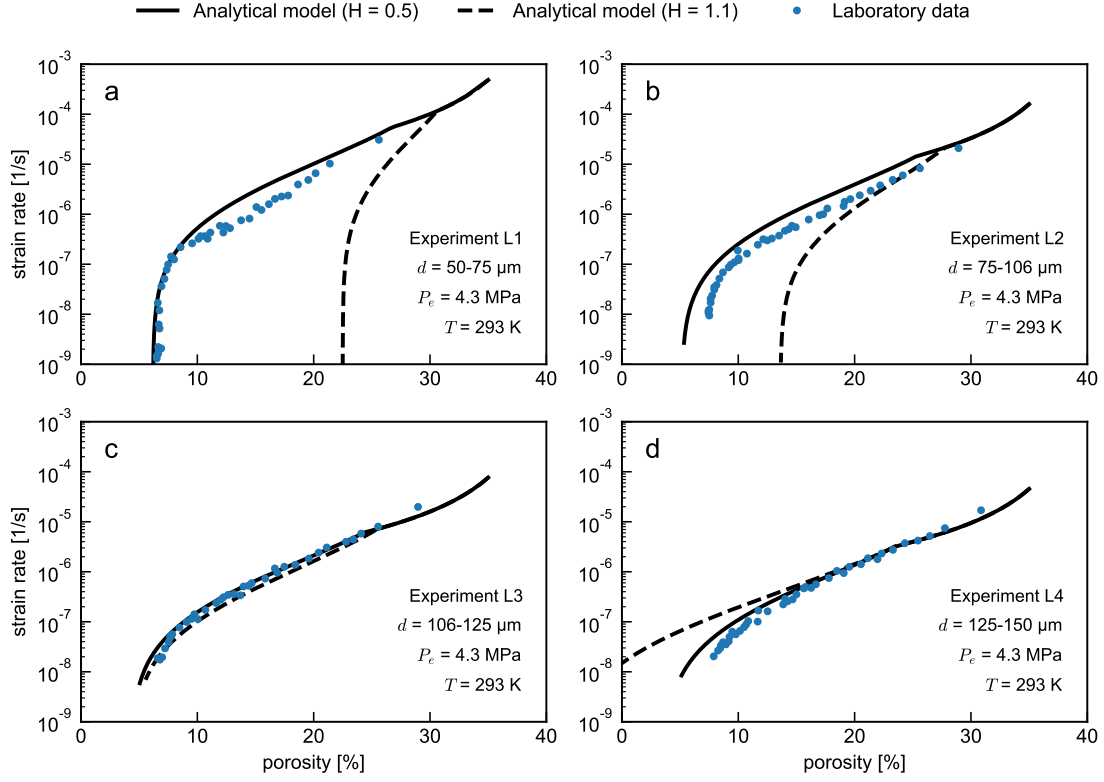 Analytical model (H = 0.5) Analytical model (H = 1.1) Laboratory data
a
b
10⁻³
10⁻⁴
10⁻⁵
10⁻⁶
10⁻⁷
10⁻⁸
10⁻⁹
strain rate [1/s]
0 10 20 30 40
Experiment L1
d = 50-75 µm
Pₑ = 4.3 MPa
T = 293 K
10⁻³
10⁻⁴
10⁻⁵
10⁻⁶
10⁻⁷
10⁻⁸
10⁻⁹
0 10 20 30 40
Experiment L2
d = 75-106 µm
Pₑ = 4.3 MPa
T = 293 K
c
d
10⁻³
10⁻⁴
10⁻⁵
10⁻⁶
10⁻⁷
10⁻⁸
10⁻⁹
strain rate [1/s]
0 10 20 30 40
porosity [%]
Experiment L3
d = 106-125 µm
Pₑ = 4.3 MPa
T = 293 K
10⁻³
10⁻⁴
10⁻⁵
10⁻⁶
10⁻⁷
10⁻⁸
10⁻⁹
0 10 20 30 40
porosity [%]
Experiment L4
d = 125-150 µm
Pₑ = 4.3 MPa
T = 293 K